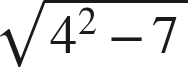 √(4² − 7)